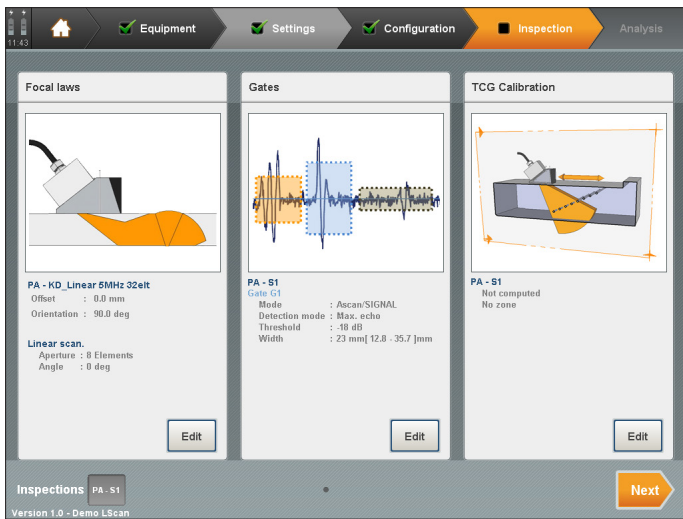 11:43
Equipment
Settings
Configuration
Inspection
Analysis
Focal laws
PA - KD_Linear 5MHz 32elt
Offset : 0.0 mm
Orientation : 90.0 deg
Linear scan.
Aperture : 8 Elements
Angle : 0 deg
Edit
Gates
PA - S1
Gate G1
Mode : Ascan/SIGNAL
Detection mode : Max. echo
Threshold : -18 dB
Width : 23 mm[ 12.8 - 35.7 ]mm
Edit
TCG Calibration
PA - S1
Not computed
No zone
Edit
Inspections PA - S1
Next
Version 1.0 - Demo LScan